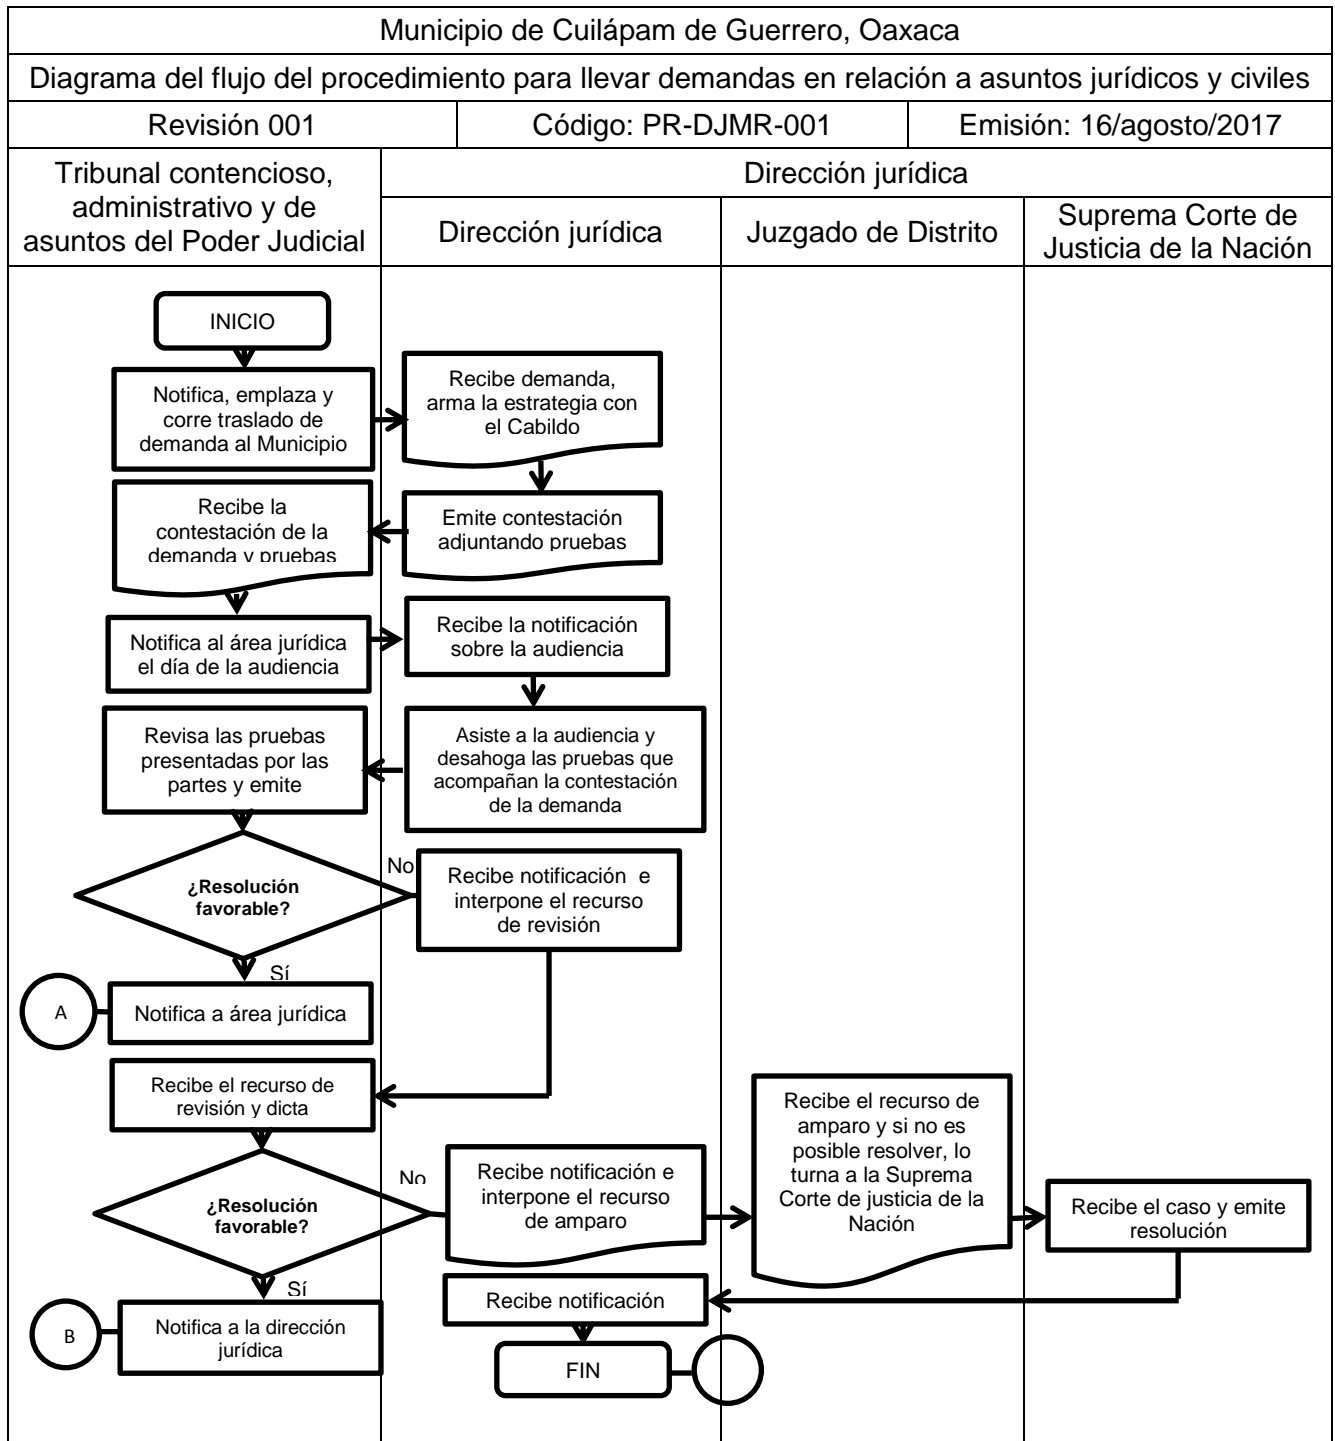 Municipio de Cuilápam de Guerrero, Oaxaca
Diagrama del flujo del procedimiento para llevar demandas en relación a asuntos jurídicos y civiles
Revisión 001
Código: PR-DJMR-001
Emisión: 16/agosto/2017
Tribunal contencioso,
administrativo y de
asuntos del Poder Judicial
Dirección jurídica
Dirección jurídica
Juzgado de Distrito
Suprema Corte de
Justicia de la Nación
INICIO
Notifica, emplaza y
corre traslado de
demanda al Municipio
Recibe demanda,
arma la estrategia con
el Cabildo
Emite contestación
adjuntando pruebas
Recibe la
contestación de la
demanda y pruebas
Notifica al área jurídica
el día de la audiencia
Recibe la notificación
sobre la audiencia
Asiste a la audiencia y
desahoga las pruebas que
acompañan la contestación
de la demanda
Revisa las pruebas
presentadas por las
partes y emite
¿Resolución
favorable?
No
Recibe notificación e
interpone el recurso
de revisión
Sí
A
Notifica a área jurídica
Recibe el recurso de
revisión y dicta
¿Resolución
favorable?
No
Recibe notificación e
interpone el recurso
de amparo
Recibe el recurso de
amparo y si no es
posible resolver, lo
turna a la Suprema
Corte de justicia de la
Nación
Recibe el caso y emite
resolución
Sí
B
Notifica a la dirección
jurídica
Recibe notificación
FIN